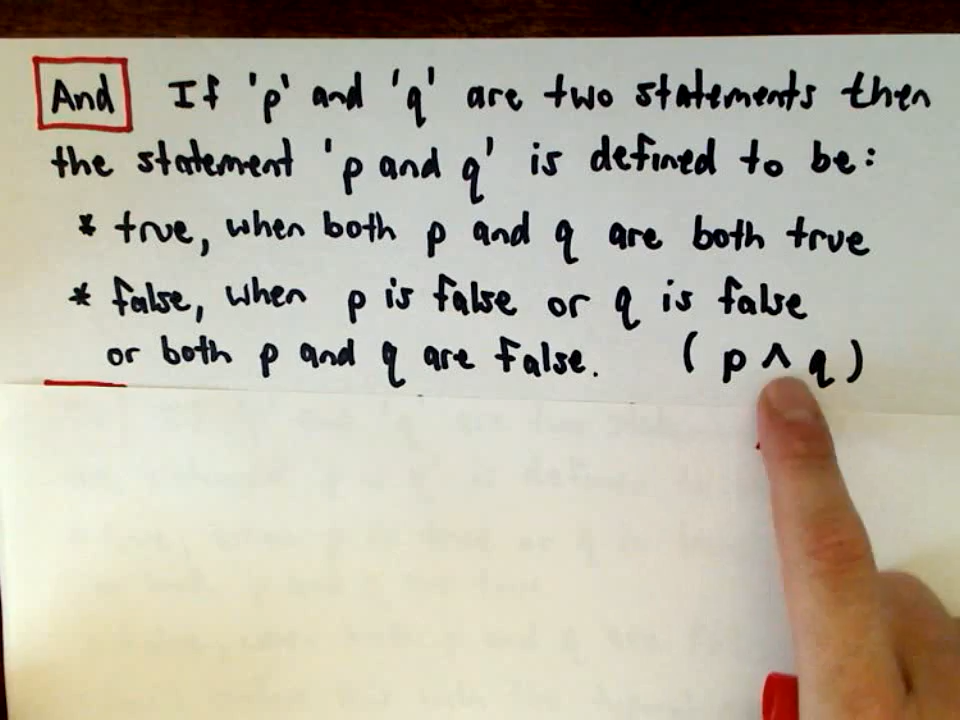 And If 'p' and 'q' are two statements then
the statement 'p and q' is defined to be:
* true, when both p and q are both true
* false, when p is false or q is false
or both p and q are false. (p ∧ q)